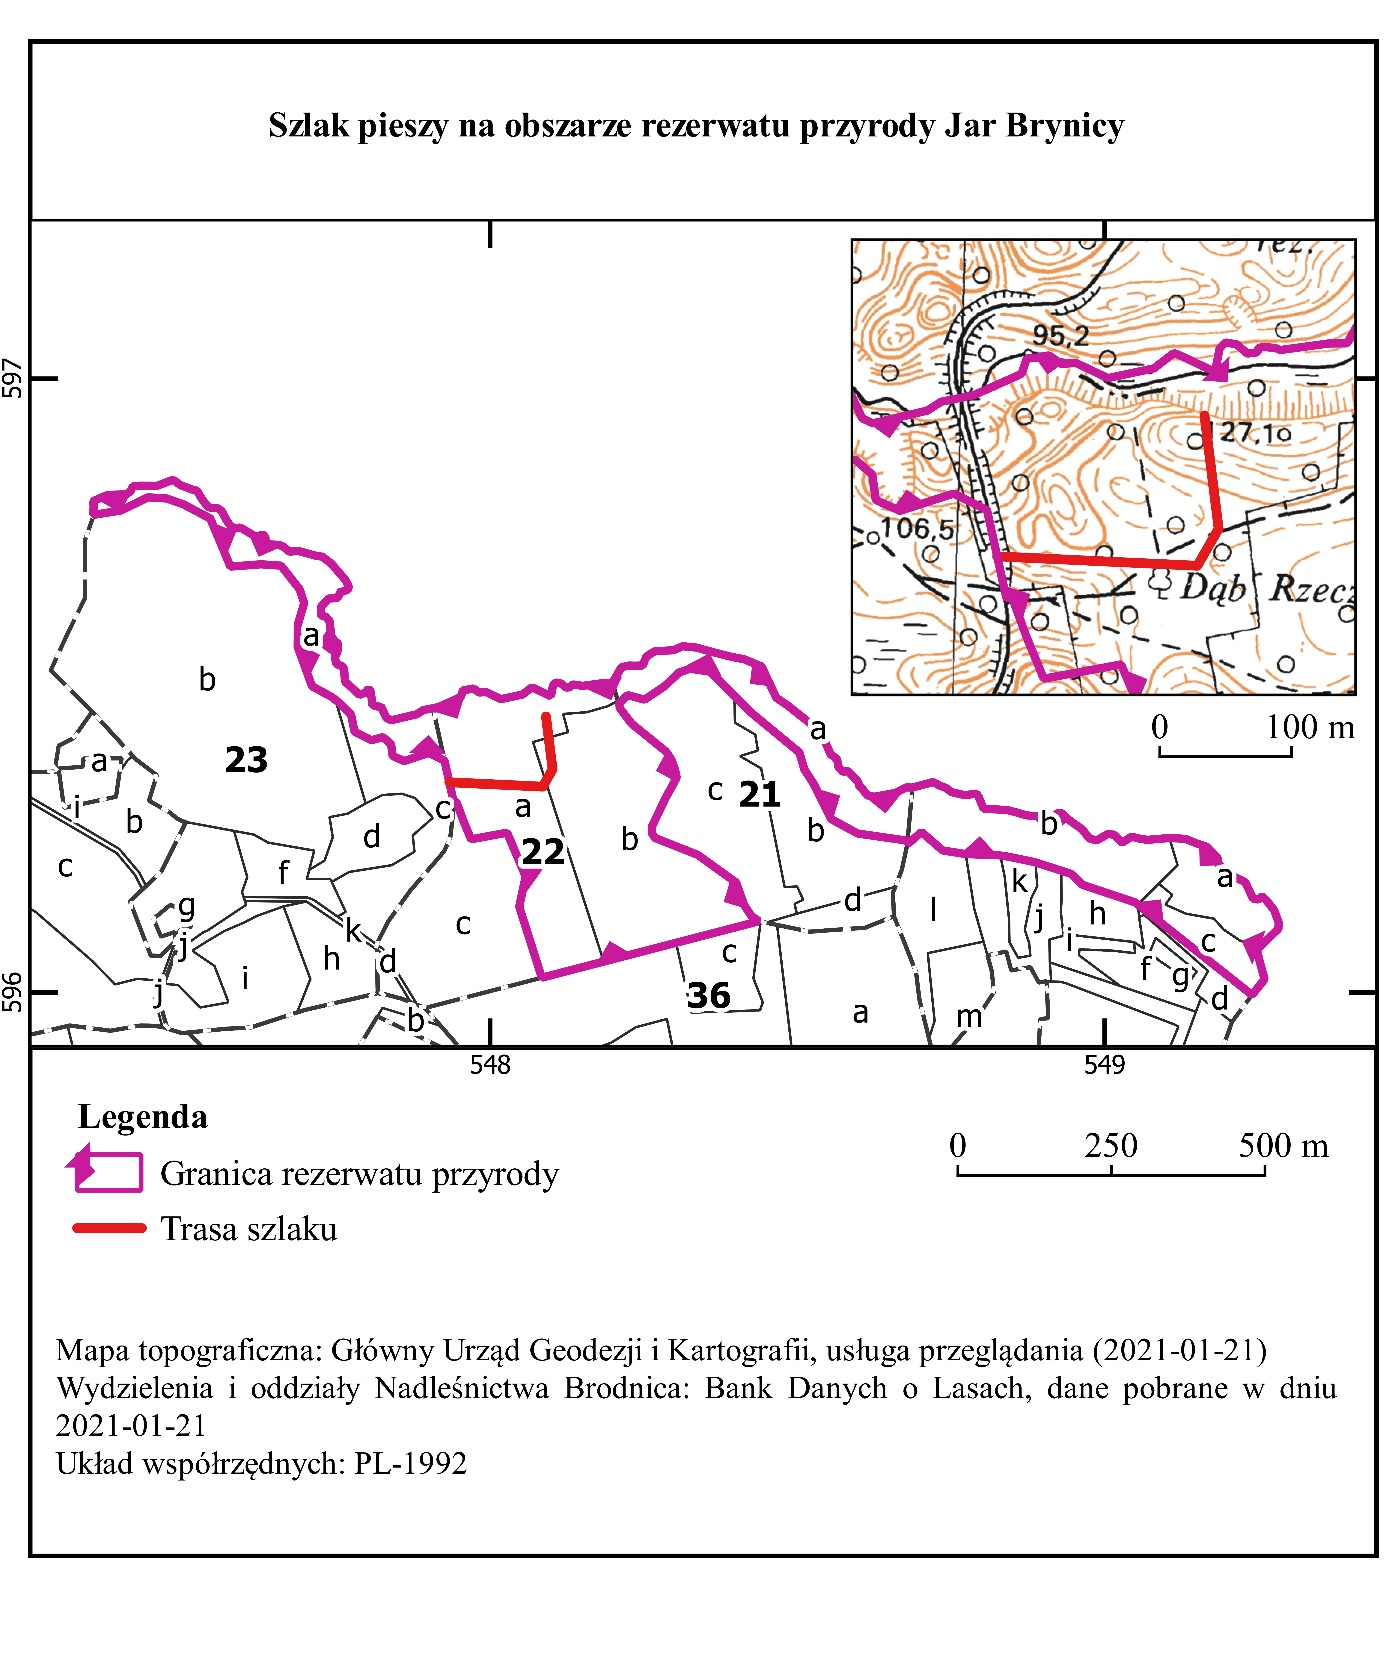 Szlak pieszy na obszarze rezerwatu przyrody Jar Brynicy
rez.
95,2
127,1
106,5
Dąb Rzecz
0 100 m
597
a
b
23
a
i
b
c
d
c
a
22
b
c
21
b
a
b
a
f
g
j
k
h
d
i
j
b
c
c
36
d
l
a
m
k
j
h
i
f
g
c
d
596
548
549
Legenda
Granica rezerwatu przyrody
Trasa szlaku
0 250 500 m
Mapa topograficzna: Główny Urząd Geodezji i Kartografii, usługa przeglądania (2021-01-21)
Wydzielenia i oddziały Nadleśnictwa Brodnica: Bank Danych o Lasach, dane pobrane w dniu
2021-01-21
Układ współrzędnych: PL-1992